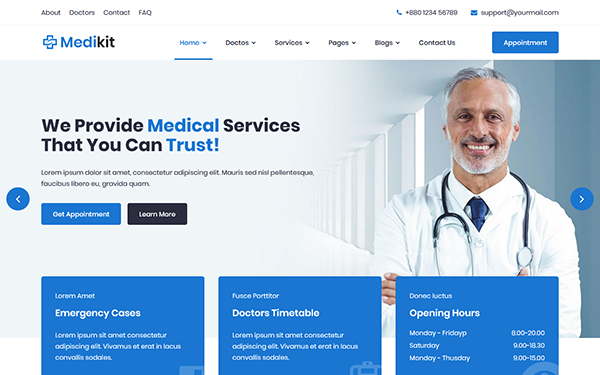 About Doctors Contact FAQ +880 1234 56789 support@yourmail.com
Medikit Home Doctos Services Pages Blogs Contact Us Appointment
We Provide Medical Services
That You Can Trust!
Lorem ipsum dolor sit amet, consectetur adipiscing elit. Mauris sed nisl pellentesque,
faucibus libero eu, gravida quam.
Get Appointment Learn More
Lorem Amet
Emergency Cases
Lorem ipsum sit amet consectetur
adipiscing elit. Vivamus et erat in lacus
convallis sodales.
Fusce Porttitor
Doctors Timetable
Lorem ipsum sit amet consectetur
adipiscing elit. Vivamus et erat in lacus
convallis sodales.
Donec luctus
Opening Hours
Monday - Fridayp 8.00-20.00
Saturday 9.00-18.30
Monday - Thusday 9.00-15.00